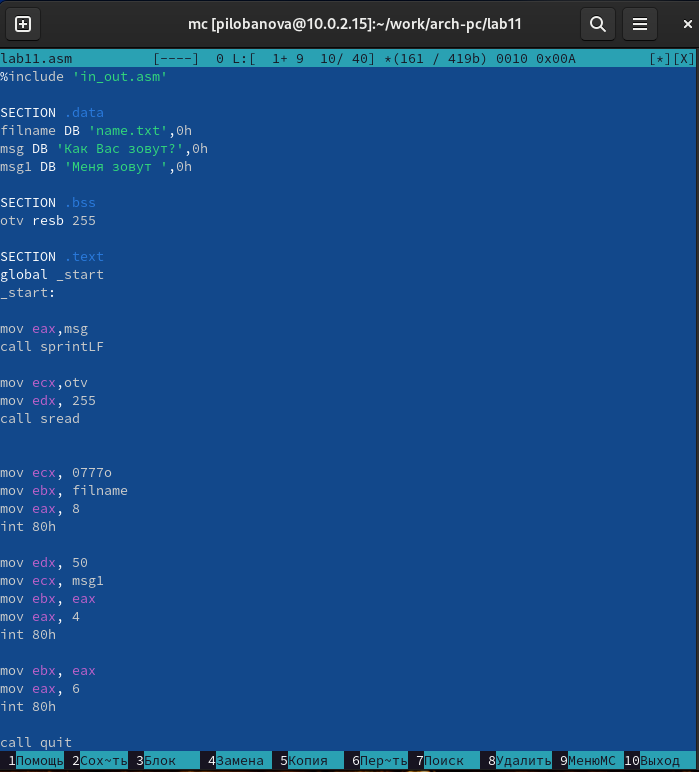 mc [pilobanova@10.0.2.15]:~/work/arch-pc/lab11
lab11.asm [----] 0 L:[ 1+ 9 10/ 40] *(161 / 419b) 0010 0x00A [*][X]
%include 'in_out.asm'
SECTION .data
filname DB 'name.txt',0h
msg DB 'Как Вас зовут?',0h
msg1 DB 'Меня зовут ',0h
SECTION .bss
otv resb 255
SECTION .text
global _start
_start:
mov eax,msg
call sprintLF
mov ecx,otv
mov edx, 255
call sread
mov ecx, 0777o
mov ebx, filname
mov eax, 8
int 80h
mov edx, 50
mov ecx, msg1
mov ebx, eax
mov eax, 4
int 80h
mov ebx, eax
mov eax, 6
int 80h
call quit
1Помощь 2Сох~ть 3Блок 4Замена 5Копия 6Пер~ть 7Поиск 8Удалить 9МенюMC 10Выход